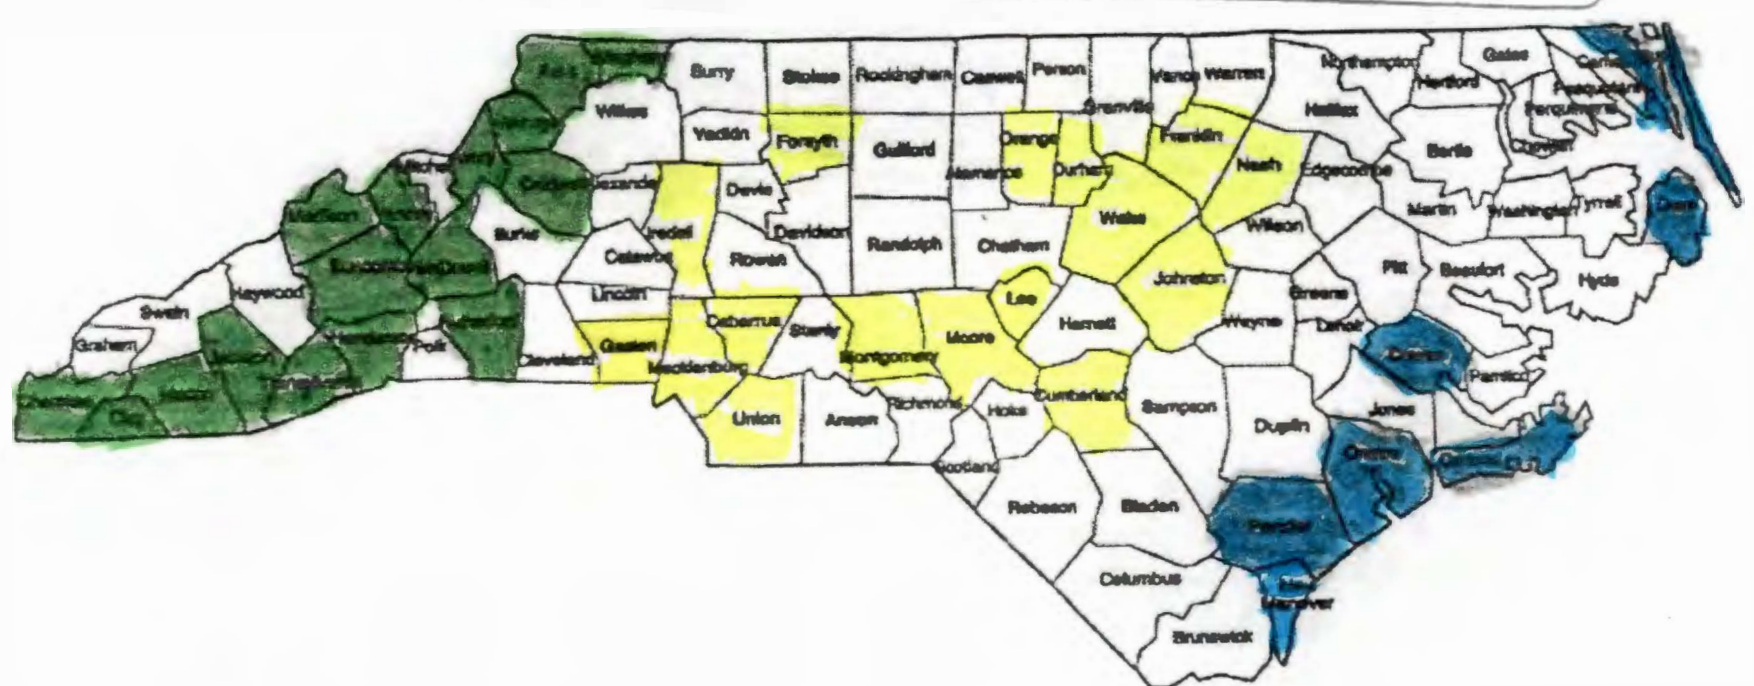 Surry
Stokes
Rockingham
Caswell
Person
Vance
Warren
Northampton
Gates
Hertford
Halifax
Granville
Wilkes
Yadkin
Forsyth
Guilford
Alamance
Orange
Durham
Franklin
Nash
Edgecombe
Bertie
Chowan
Martin
Washington
Tyrrell
Dare
Madison
Burke
Iredell
Davie
Davidson
Randolph
Chatham
Wake
Wilson
Catawba
Rowan
Lincoln
Haywood
Swain
Graham
Polk
Cleveland
Gaston
Mecklenburg
Cabarrus
Stanly
Montgomery
Moore
Lee
Harnett
Johnston
Wayne
Greene
Lenoir
Pitt
Beaufort
Hyde
Craven
Pamlico
Jones
Union
Anson
Richmond
Hoke
Scotland
Cumberland
Sampson
Duplin
Onslow
Robeson
Bladen
Pender
Columbus
New
Hanover
Brunswick